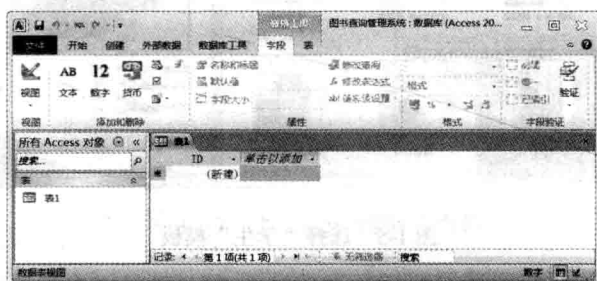 表格工具
图书查询管理系统:数据库 (Access 20...
文件 开始 创建 外部数据 数据库工具 字段 表
视图
AB
文本
12
数字
货币
名称和标题
默认值
字段大小
修改查阅
修改表达式
格式
验证
视图 添加和删除 属性 格式 字段验证
所有 Access 对象 «
搜索...
表
表1
表1
ID 单击以添加
* (新建)
记录: 第 1 项(共 1 项) 无筛选器 搜索
数据表视图 数字